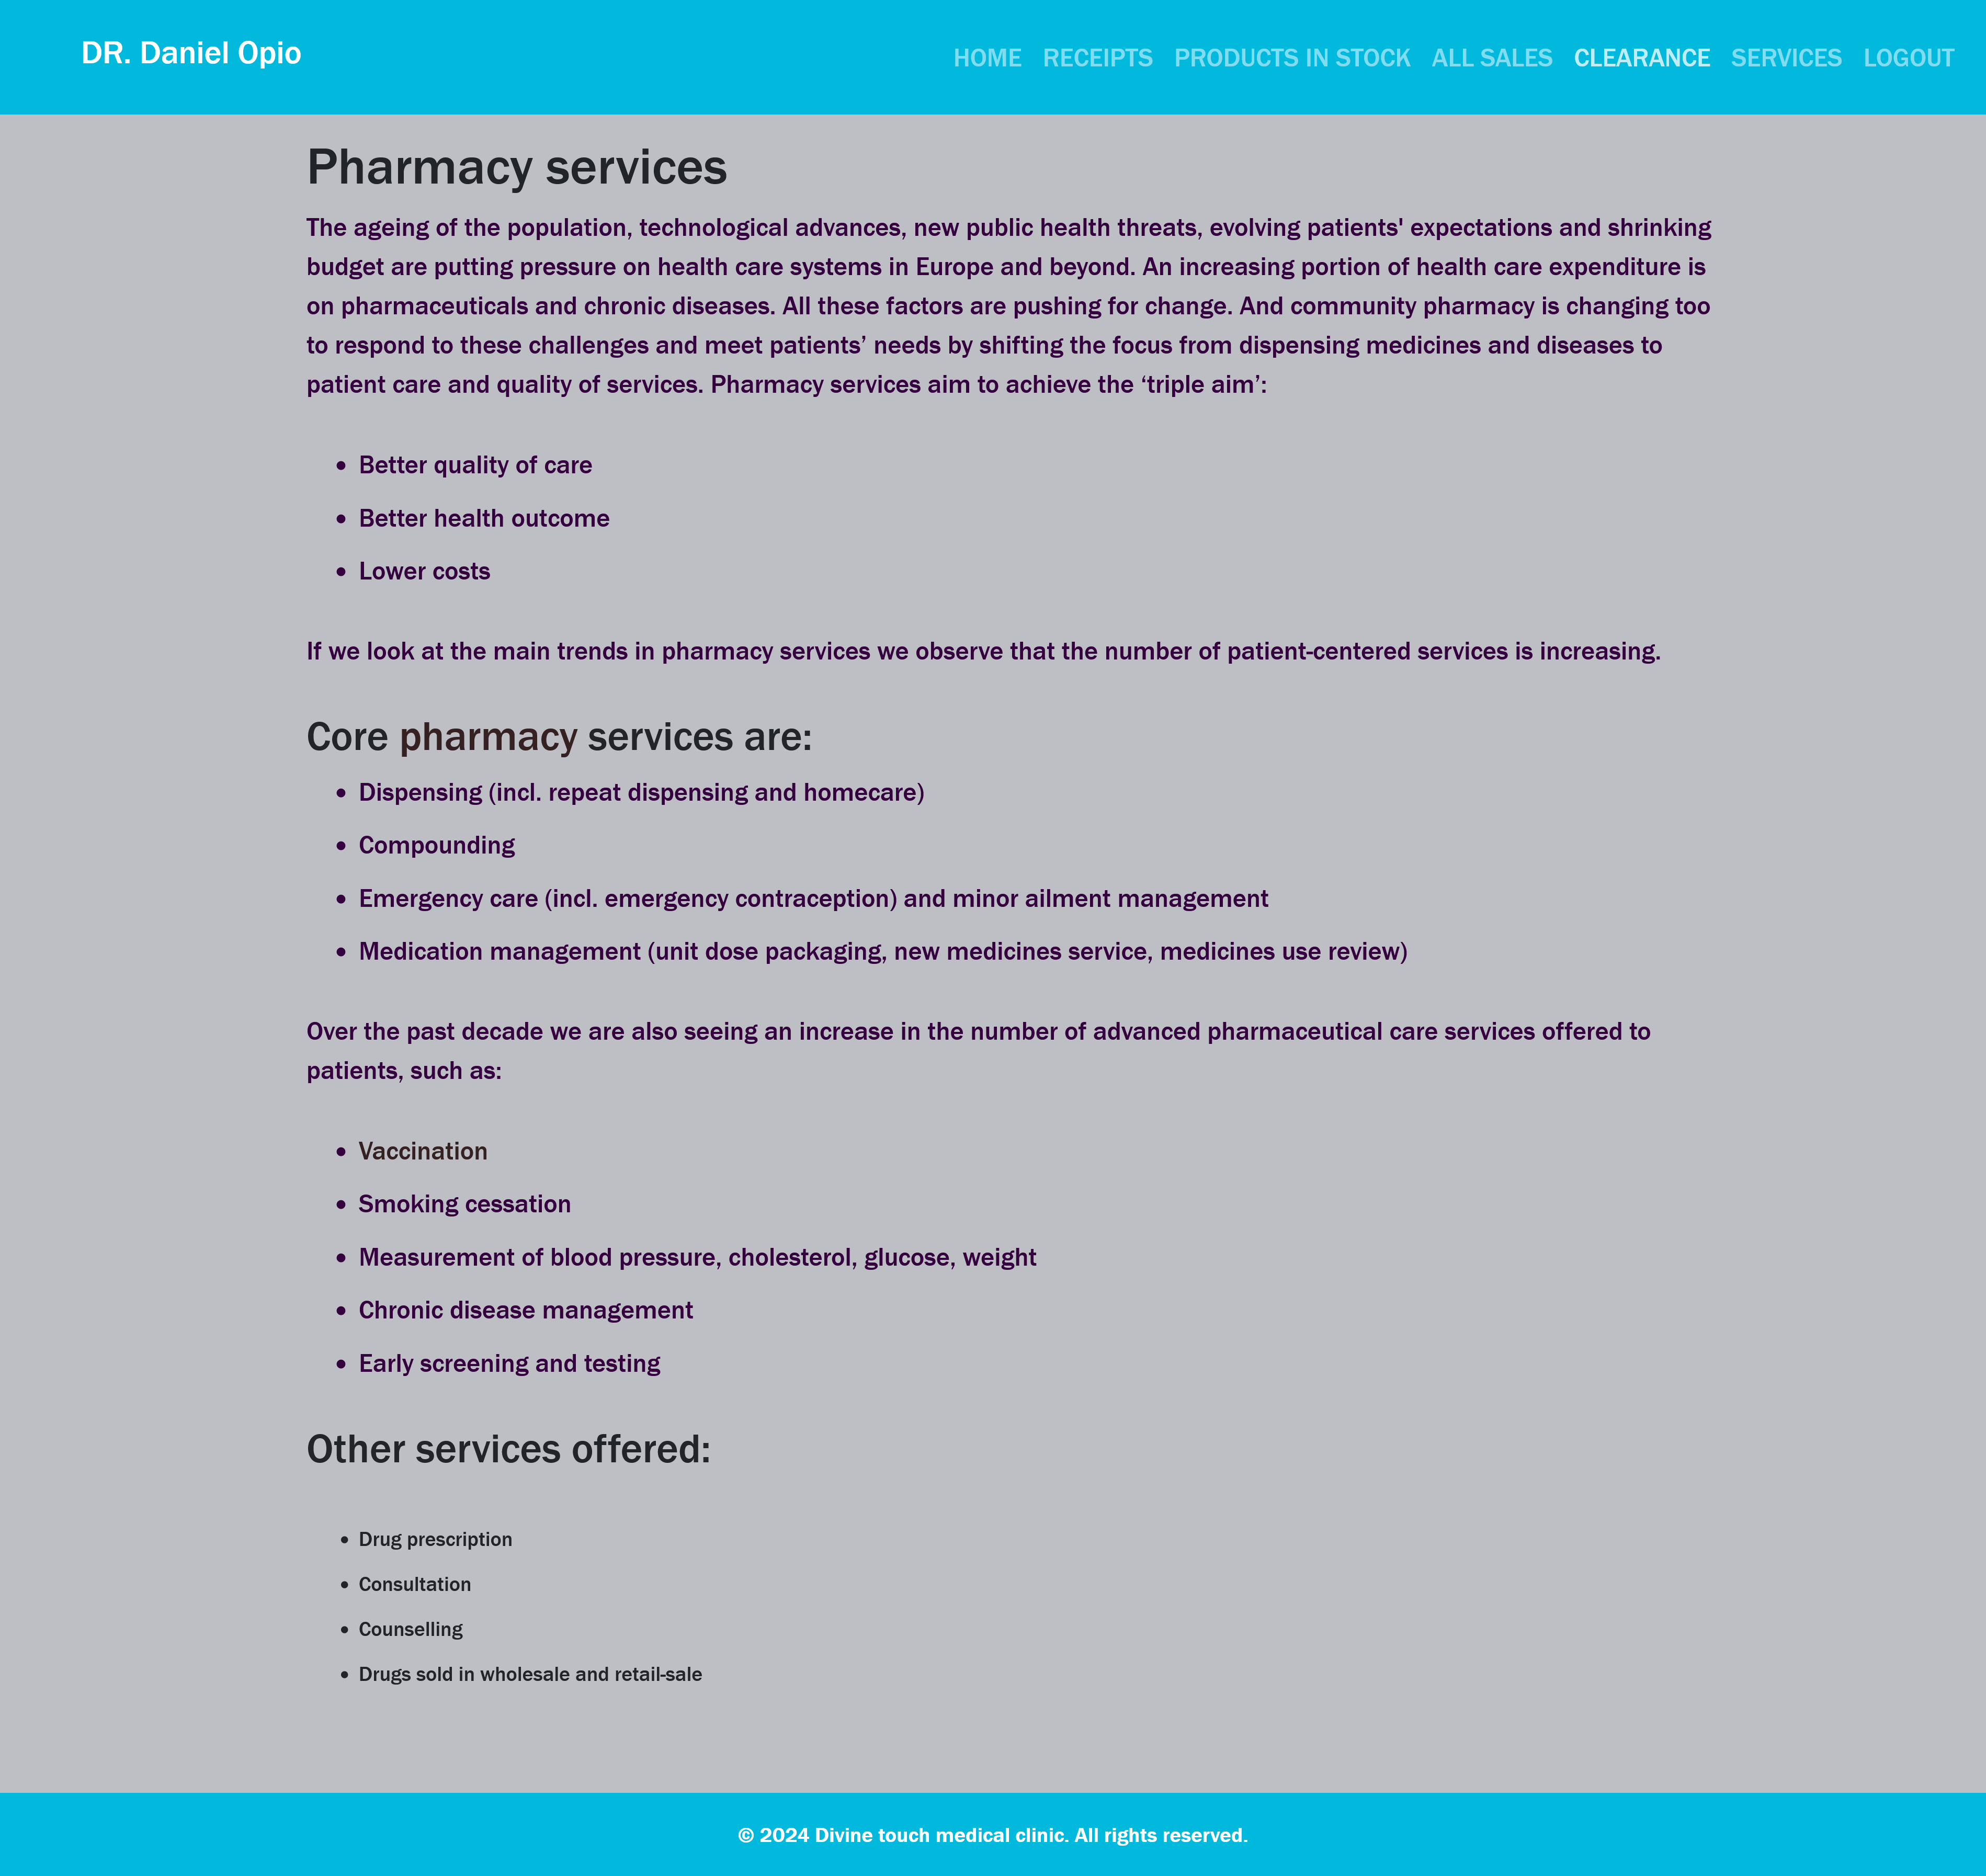 DR. Daniel Opio
HOME RECEIPTS PRODUCTS IN STOCK ALL SALES CLEARANCE SERVICES LOGOUT
Pharmacy services
The ageing of the population, technological advances, new public health threats, evolving patients' expectations and shrinking
budget are putting pressure on health care systems in Europe and beyond. An increasing portion of health care expenditure is
on pharmaceuticals and chronic diseases. All these factors are pushing for change. And community pharmacy is changing too
to respond to these challenges and meet patients’ needs by shifting the focus from dispensing medicines and diseases to
patient care and quality of services. Pharmacy services aim to achieve the ‘triple aim’:
• Better quality of care
• Better health outcome
• Lower costs
If we look at the main trends in pharmacy services we observe that the number of patient-centered services is increasing.
Core pharmacy services are:
• Dispensing (incl. repeat dispensing and homecare)
• Compounding
• Emergency care (incl. emergency contraception) and minor ailment management
• Medication management (unit dose packaging, new medicines service, medicines use review)
Over the past decade we are also seeing an increase in the number of advanced pharmaceutical care services offered to
patients, such as:
• Vaccination
• Smoking cessation
• Measurement of blood pressure, cholesterol, glucose, weight
• Chronic disease management
• Early screening and testing
Other services offered:
• Drug prescription
• Consultation
• Counselling
• Drugs sold in wholesale and retail-sale
© 2024 Divine touch medical clinic. All rights reserved.